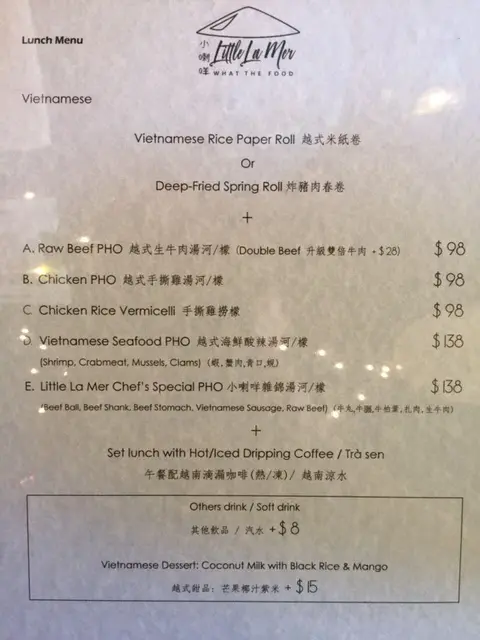 Lunch Menu
小喇咩
Little La Mer
WHAT THE FOOD
Vietnamese
Vietnamese Rice Paper Roll 越式米紙卷
Or
Deep-Fried Spring Roll 炸豬肉春卷
+
A. Raw Beef PHO 越式生牛肉湯河/檬 (Double Beef 升級雙倍牛肉 +$28) $98
B. Chicken PHO 越式手撕雞湯河/檬 $98
C. Chicken Rice Vermicelli 手撕雞撈檬 $98
D. Vietnamese Seafood PHO 越式海鮮酸辣湯河/檬 $138
(Shrimp, Crabmeat, Mussels, Clams) (蝦,蟹肉,青口,蜆)
E. Little La Mer Chef's Special PHO 小喇咩雜錦湯河/檬 $138
(Beef Ball, Beef Shank, Beef Stomach, Vietnamese Sausage, Raw Beef) (牛丸,牛𦟌,牛柏葉,扎肉,生牛肉)
+
Set lunch with Hot/Iced Dripping Coffee / Trà sen
午餐配越南滴漏咖啡(熱/凍)/ 越南涼水
Others drink / Soft drink
其他飲品 / 汽水 +$8
Vietnamese Dessert: Coconut Milk with Black Rice & Mango
越式甜品: 芒果椰汁紫米 + $15